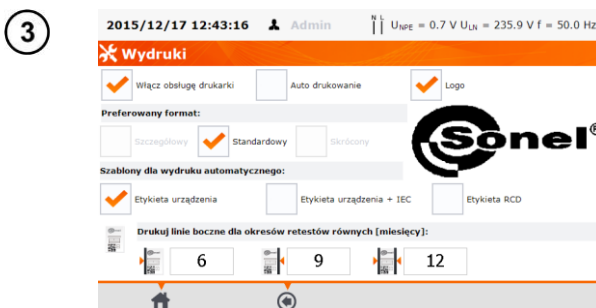 3
2015/12/17 12:43:16 Admin N L UNPE = 0.7 V ULN = 235.9 V f = 50.0 Hz
Wydruki
Włącz obsługę drukarki Auto drukowanie Logo
Preferowany format:
Szczegółowy Standardowy Skrócony
Sonel®
Szablony dla wydruku automatycznego:
Etykieta urządzenia Etykieta urządzenia + IEC Etykieta RCD
Drukuj linie boczne dla okresów retestów równych [miesięcy]:
6 9 12